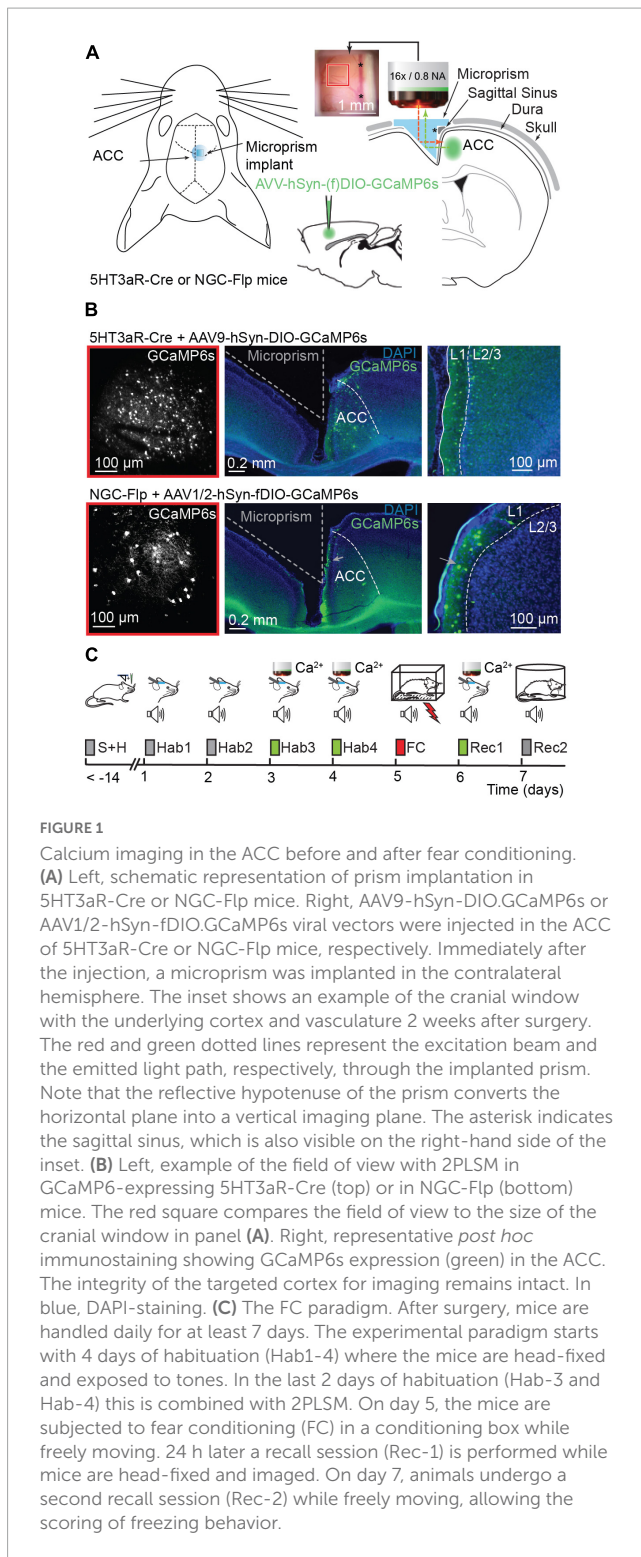 A
16x / 0.8 NA
Microprism
Sagittal Sinus
Dura
Skull
1 mm
*
*
*
ACC
Microprism
implant
ACC
AVV-hSyn-(f)DIO-GCaMP6s
5HT3aR-Cre or NGC-Flp mice
B
5HT3aR-Cre + AAV9-hSyn-DIO-GCaMP6s
GCaMP6s
100 µm
Microprism
DAPI
GCaMP6s
ACC
0.2 mm
L1
L2/3
100 µm
NGC-Flp + AAV1/2-hSyn-fDIO-GCaMP6s
GCaMP6s
100 µm
Microprism
DAPI
GCaMP6s
ACC
0.2 mm
L1
L2/3
100 µm
C
Ca2+
Ca2+
Ca2+
S+H
Hab1
Hab2
Hab3
Hab4
FC
Rec1
Rec2
< -14
1
2
3
4
5
6
7
Time (days)
FIGURE 1
Calcium imaging in the ACC before and after fear conditioning.
(A) Left, schematic representation of prism implantation in
5HT3aR-Cre or NGC-Flp mice. Right, AAV9-hSyn-DIO.GCaMP6s or
AAV1/2-hSyn-fDIO.GCaMP6s viral vectors were injected in the ACC
of 5HT3aR-Cre or NGC-Flp mice, respectively. Immediately after
the injection, a microprism was implanted in the contralateral
hemisphere. The inset shows an example of the cranial window
with the underlying cortex and vasculature 2 weeks after surgery.
The red and green dotted lines represent the excitation beam and
the emitted light path, respectively, through the implanted prism.
Note that the reflective hypotenuse of the prism converts the
horizontal plane into a vertical imaging plane. The asterisk indicates
the sagittal sinus, which is also visible on the right-hand side of the
inset. (B) Left, example of the field of view with 2PLSM in
GCaMP6-expressing 5HT3aR-Cre (top) or in NGC-Flp (bottom)
mice. The red square compares the field of view to the size of the
cranial window in panel (A). Right, representative post hoc
immunostaining showing GCaMP6s expression (green) in the ACC.
The integrity of the targeted cortex for imaging remains intact. In
blue, DAPI-staining. (C) The FC paradigm. After surgery, mice are
handled daily for at least 7 days. The experimental paradigm starts
with 4 days of habituation (Hab1-4) where the mice are head-fixed
and exposed to tones. In the last 2 days of habituation (Hab-3 and
Hab-4) this is combined with 2PLSM. On day 5, the mice are
subjected to fear conditioning (FC) in a conditioning box while
freely moving. 24 h later a recall session (Rec-1) is performed while
mice are head-fixed and imaged. On day 7, animals undergo a
second recall session (Rec-2) while freely moving, allowing the
scoring of freezing behavior.